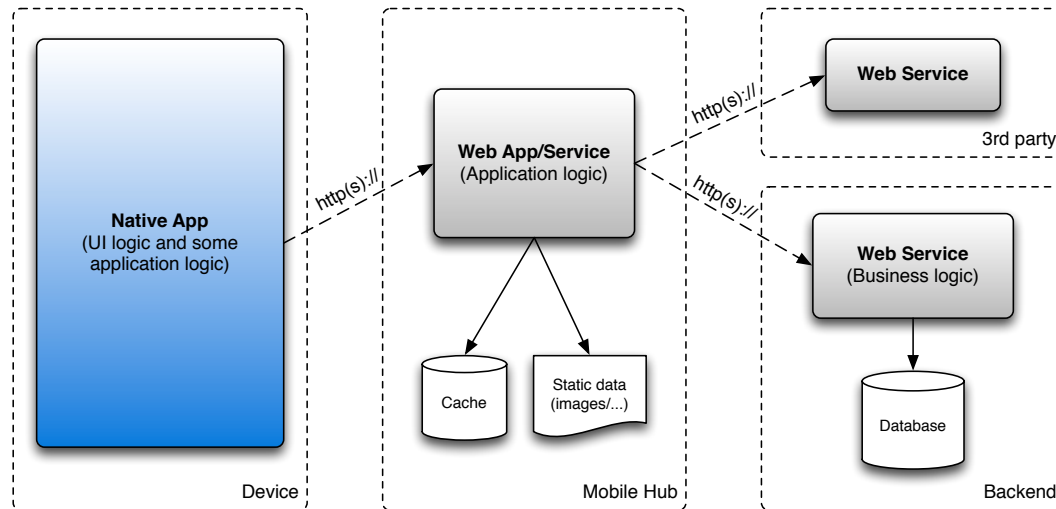 Native App
(UI logic and some
application logic)
Device
http(s)://
Web App/Service
(Application logic)
Cache
Static data
(images/...)
Mobile Hub
http(s)://
http(s)://
Web Service
3rd party
Web Service
(Business logic)
Database
Backend